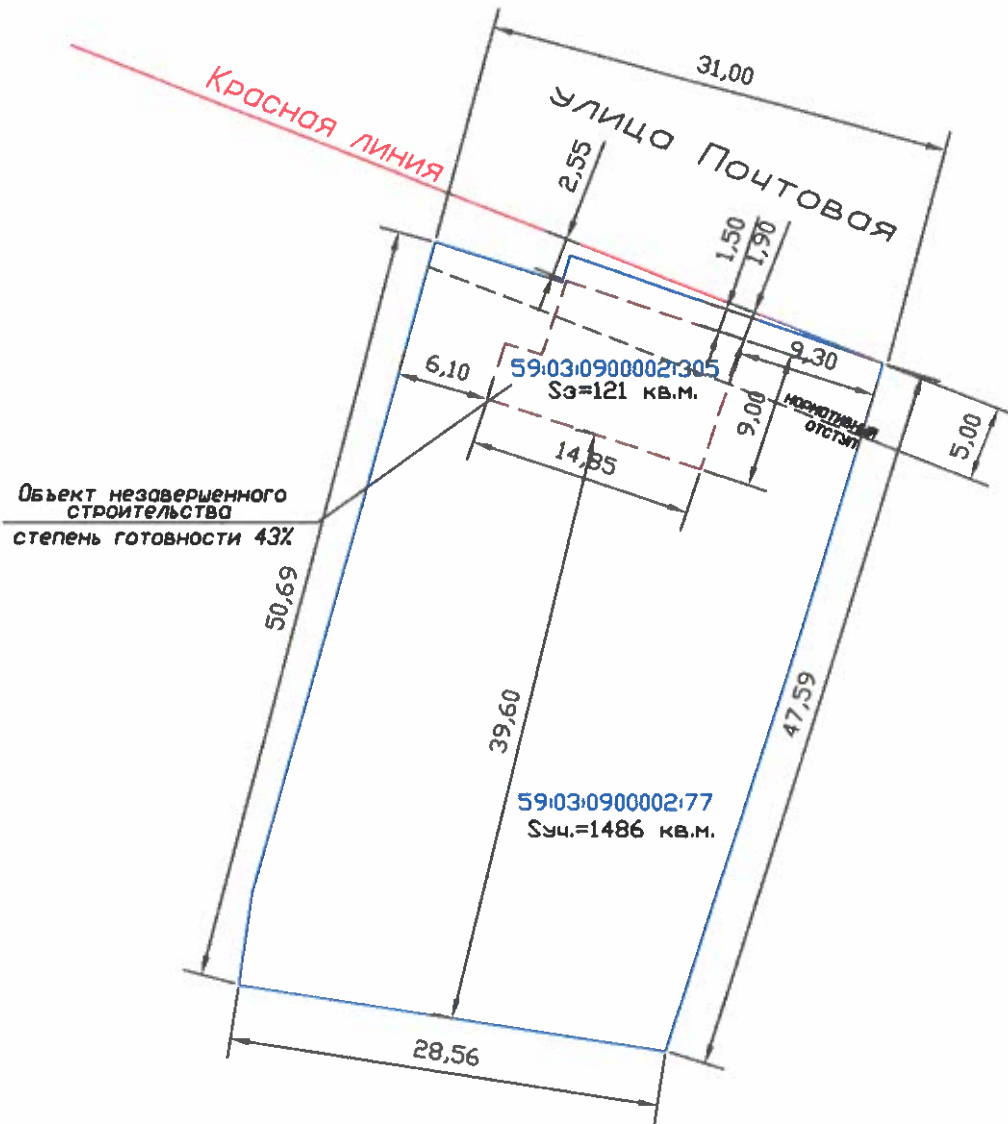 31,00
Красная линия
улица Почтовая
2,55
1,50
1,90
9,30
6,10
59:03:0900002:305
Sз=121 кв.м.
9,00
НОРМОТИВНЫЙ
ОТСТУП
5,00
14,85
Объект незавершенного
строительства
степень готовности 43%
50,69
39,60
47,59
59:03:0900002:77
Sуч.=1486 кв.м.
28,56